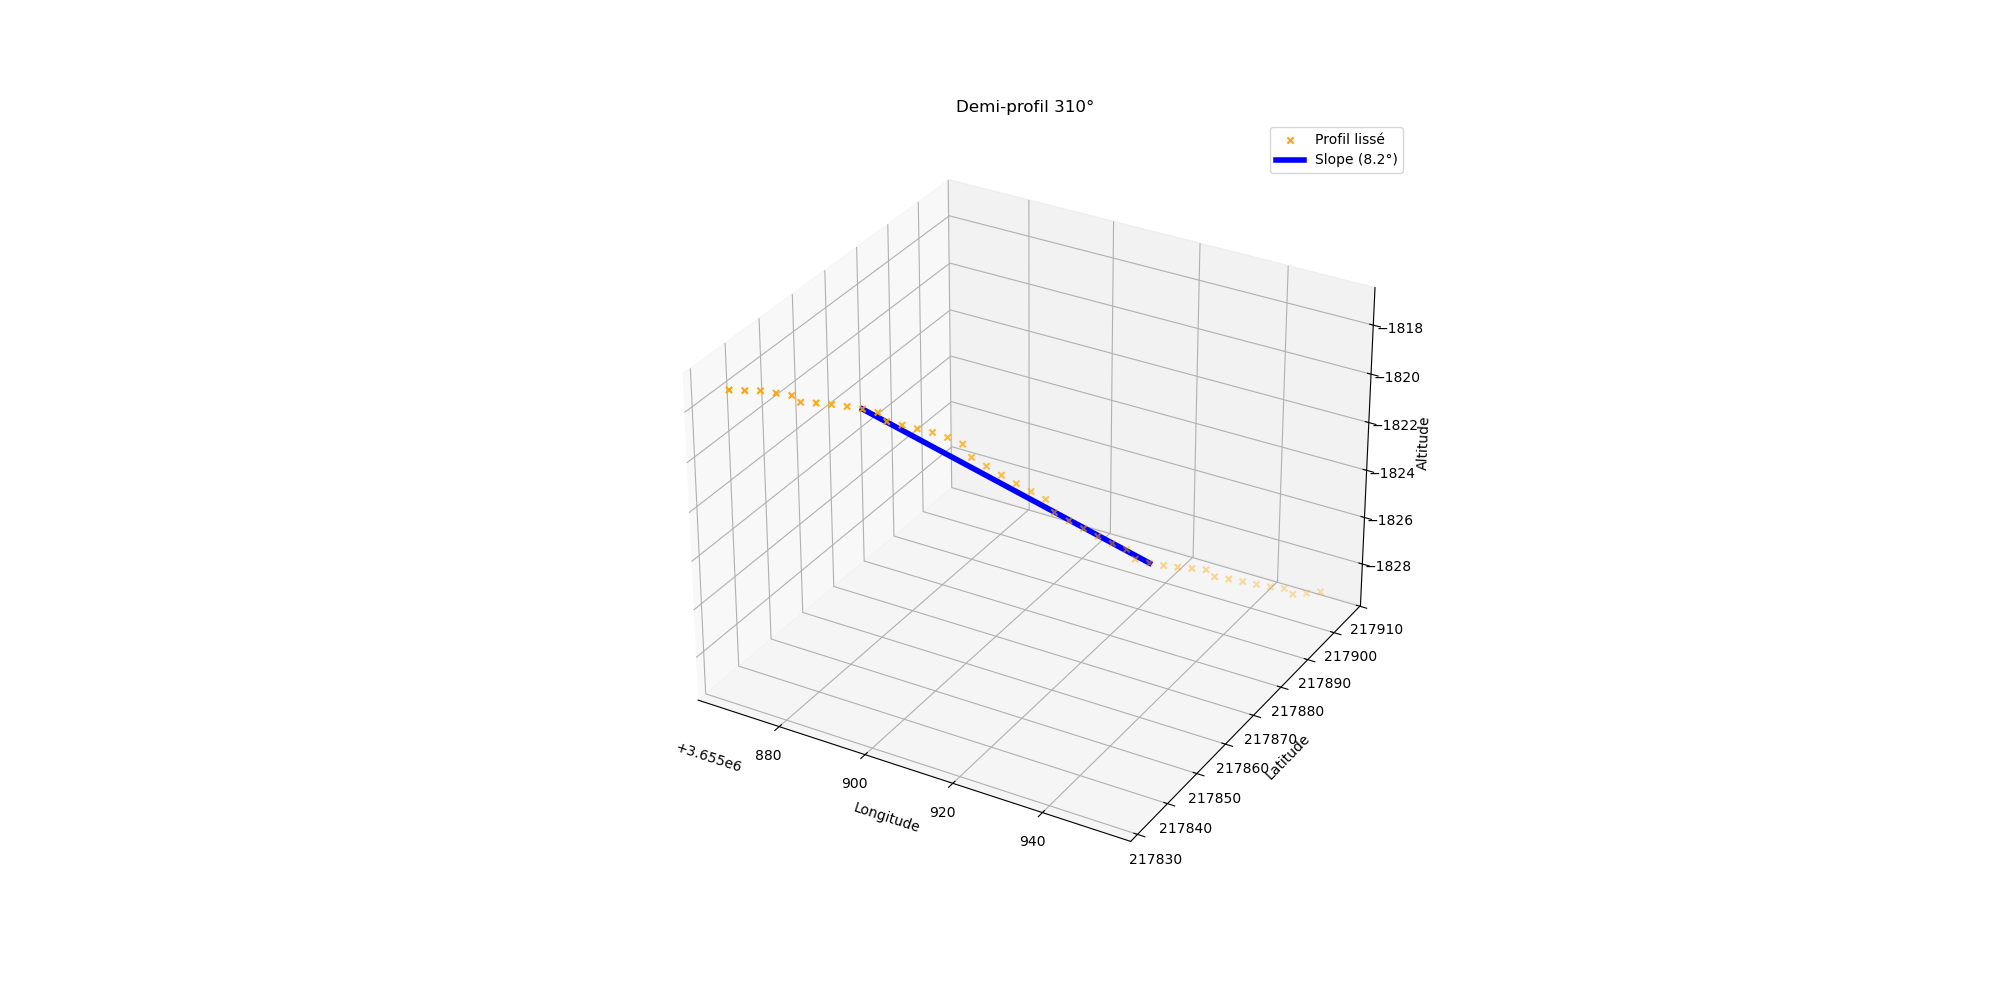 Demi-profil 310°
Profil lissé
Slope (8.2°)
−1818
−1820
−1822
−1824
−1826
−1828
Altitude
217910
217900
217890
217880
217870
217860
217850
217840
217830
Latitude
+3.655e6
880
900
920
940
Longitude